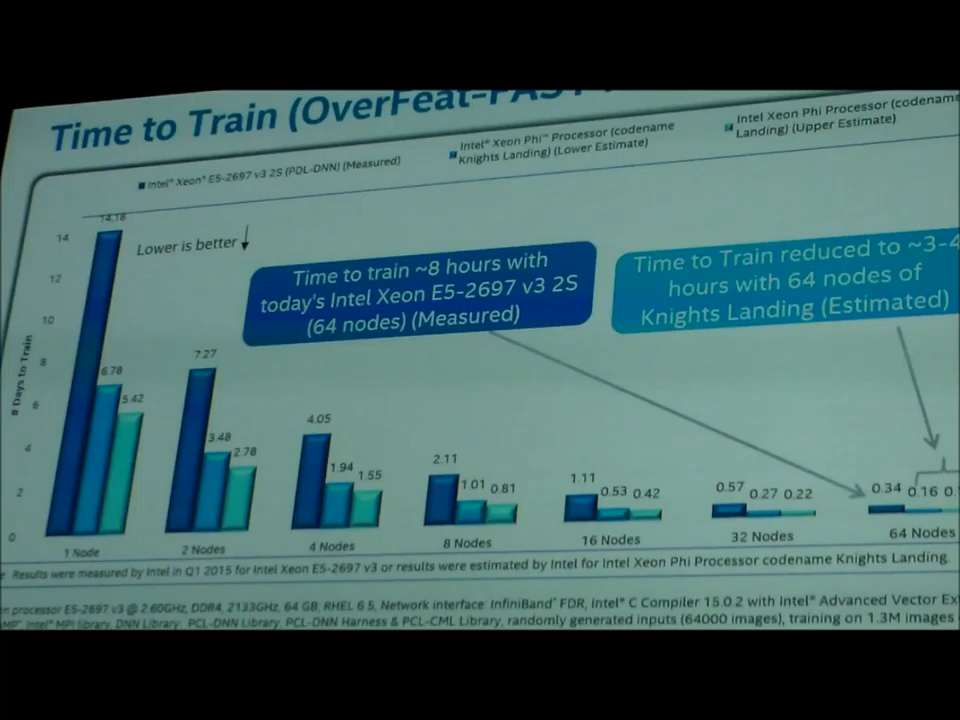 Time to Train (OverFeat-FAST
Intel® Xeon® E5-2697 v3 2S (PDL-DNN) (Measured)
Intel® Xeon Phi™ Processor (codename
Knights Landing) (Lower Estimate)
Intel Xeon Phi Processor (codename
Landing) (Upper Estimate)
Lower is better
# Days to Train
14
12
10
8
6
4
2
0
Time to train ~8 hours with
today's Intel Xeon E5-2697 v3 2S
(64 nodes) (Measured)
Time to Train reduced to ~3-4
hours with 64 nodes of
Knights Landing (Estimated)
14.18
6.78
5.42
7.27
3.48
2.78
4.05
1.94
1.55
2.11
1.01
0.81
1.11
0.53
0.42
0.57
0.27
0.22
0.34
0.16
1 Node
2 Nodes
4 Nodes
8 Nodes
16 Nodes
32 Nodes
64 Nodes
Results were measured by Intel in Q1 2015 for Intel Xeon E5-2697 v3 or results were estimated by Intel for Intel Xeon Phi Processor codename Knights Landing.
processor E5-2697 v3 @ 2.60GHz, DDR4, 2133GHz, 64 GB, RHEL 6.5, Network interface: InfiniBand* FDR, Intel® C Compiler 15.0.2 with Intel® Advanced Vector
Intel® MPI library, DNN Library: PCL-DNN Library, PCL-DNN Harness & PCL-CML Library, randomly generated inputs (64000 images), training on 1.3M images